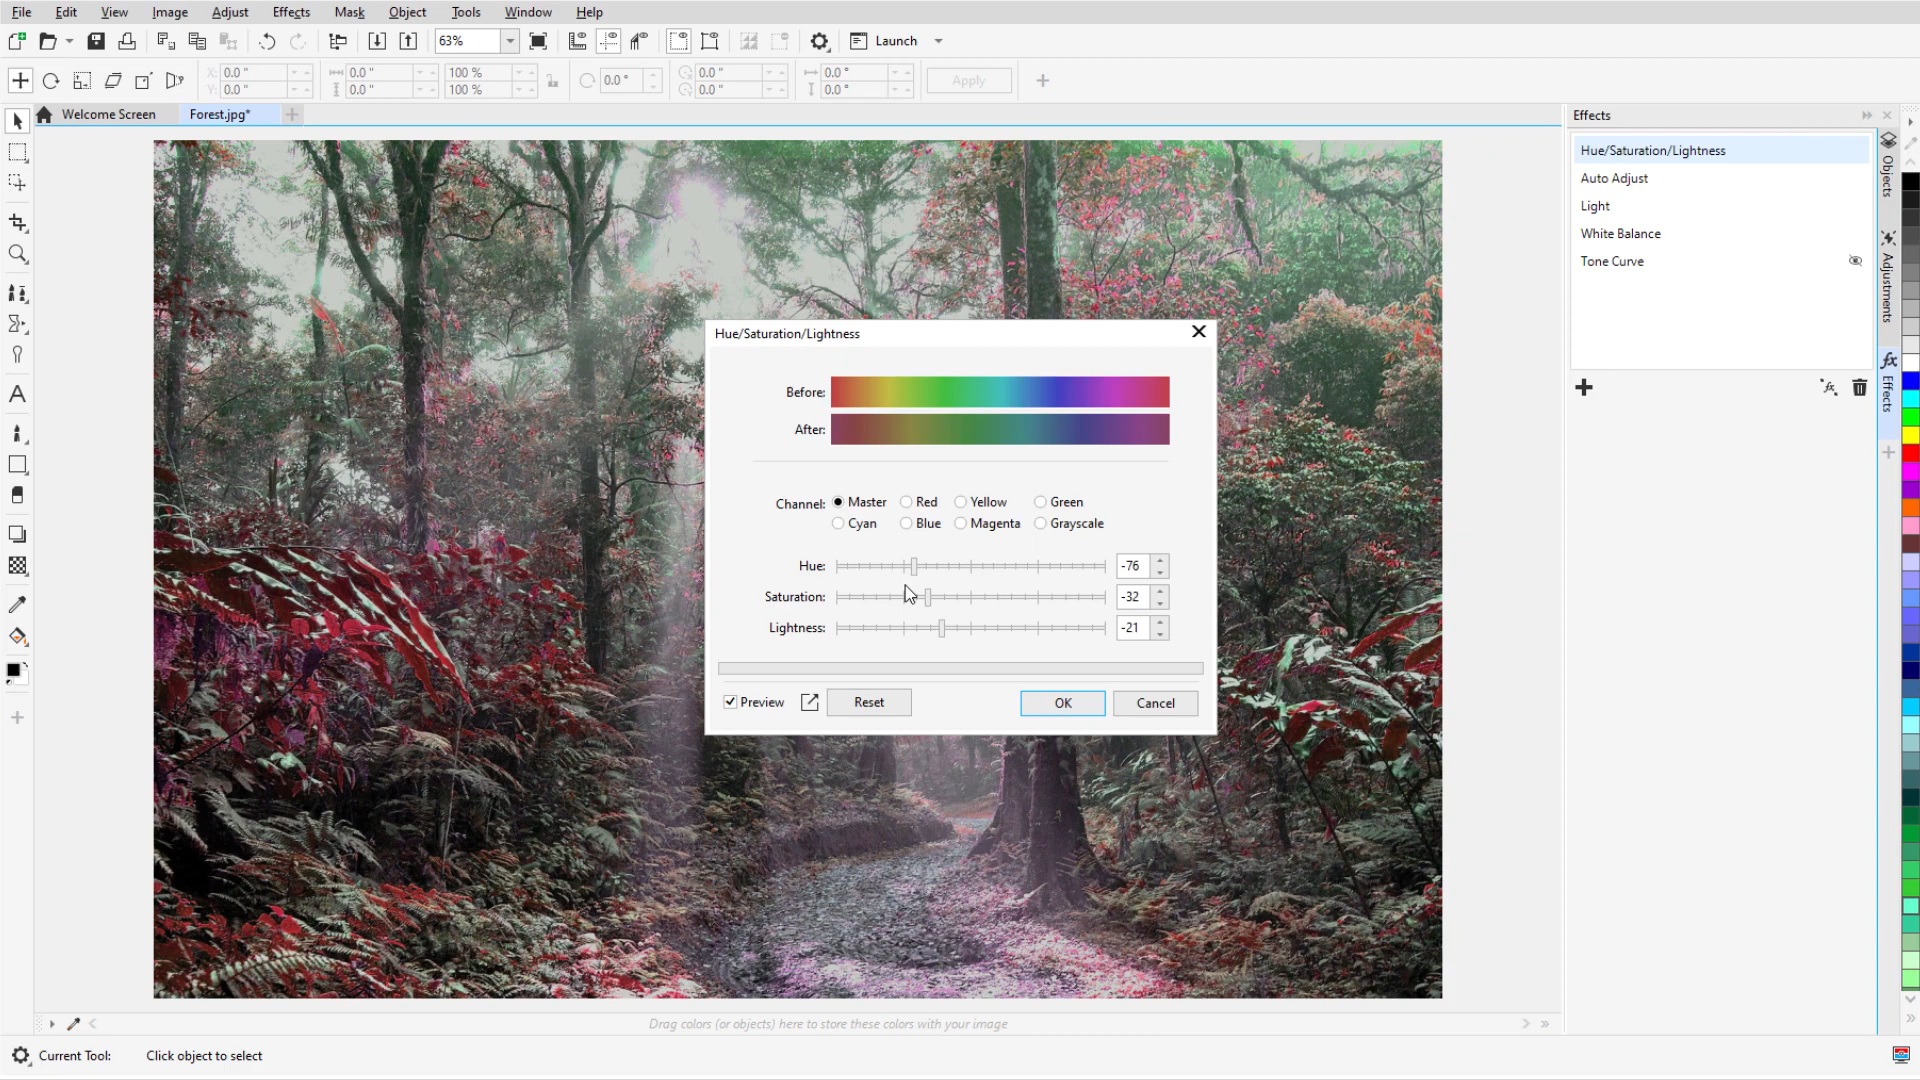 File Edit View Image Adjust Effects Mask Object Tools Window Help
63% Launch
X: 0.0 " 0.0 " 100 % 0.0 ° 0.0 " 0.0 ° Apply
Y: 0.0 " 0.0 " 100 % 0.0 " 0.0 "
Welcome Screen Forest.jpg*
Effects
Hue/Saturation/Lightness
Auto Adjust
Light
White Balance
Tone Curve
Objects
Adjustments
Effects
Hue/Saturation/Lightness
Before:
After:
Channel: Master Red Yellow Green
Cyan Blue Magenta Grayscale
Hue: -76
Saturation: -32
Lightness: -21
Preview Reset OK Cancel
Drag colors (or objects) here to store these colors with your image
Current Tool: Click object to select